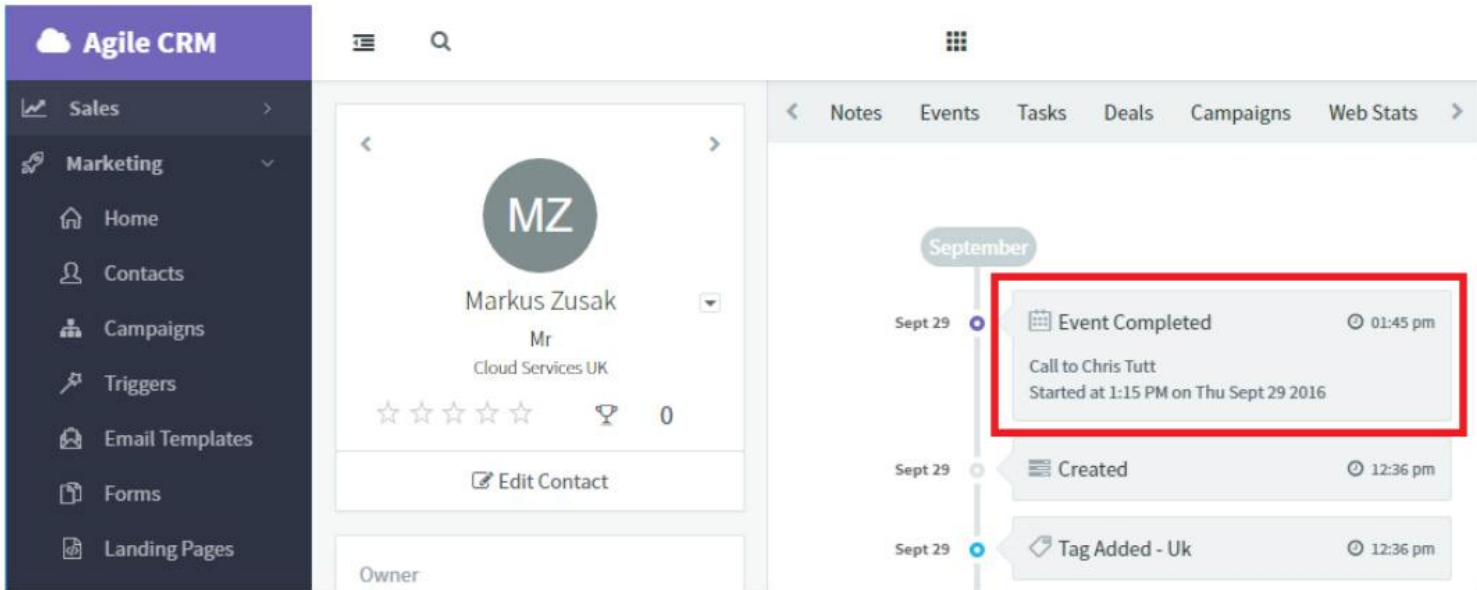 Agile CRM
Sales
Marketing
Home
Contacts
Campaigns
Triggers
Email Templates
Forms
Landing Pages
MZ
Markus Zusak
Mr
Cloud Services UK
0
Edit Contact
Owner
Notes Events Tasks Deals Campaigns Web Stats
September
Sept 29 Event Completed 01:45 pm
Call to Chris Tutt
Started at 1:15 PM on Thu Sept 29 2016
Sept 29 Created 12:36 pm
Sept 29 Tag Added - Uk 12:36 pm